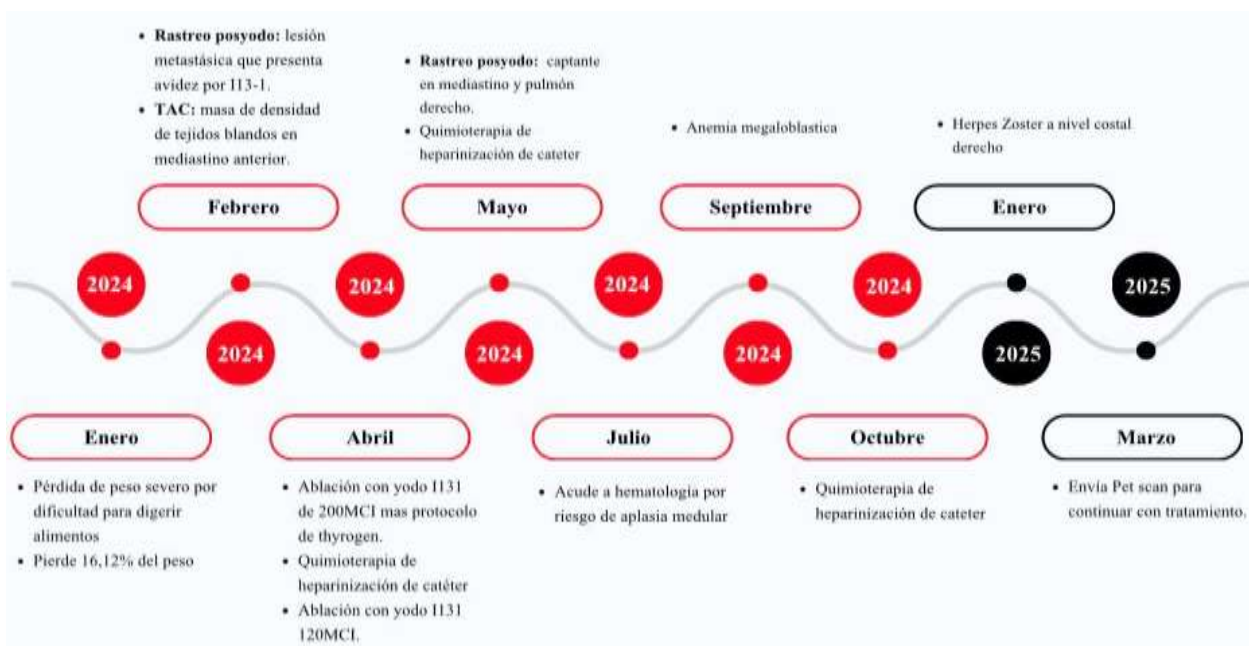 • Rastreo posyodo: lesión
metastásica que presenta
avidez por I13-1.
• TAC: masa de densidad
de tejidos blandos en
mediastino anterior.
• Rastreo posyodo: captante
en mediastino y pulmón
derecho.
• Quimioterapia de
heparinización de cateter
• Anemia megaloblastica
• Herpes Zoster a nivel costal
derecho
Febrero
Mayo
Septiembre
Enero
2024
2024
2024
2024
2025
2024
2024
2024
2025
Enero
Abril
Julio
Octubre
Marzo
• Pérdida de peso severo por
dificultad para digerir
alimentos
• Pierde 16,12% del peso
• Ablación con yodo I131
de 200MCI mas protocolo
de thyrogen.
• Quimioterapia de
heparinización de catéter
• Ablación con yodo I131
120MCI.
• Acude a hematología por
riesgo de aplasia medular
• Quimioterapia de
heparinización de cateter
• Envía Pet scan para
continuar con tratamiento.